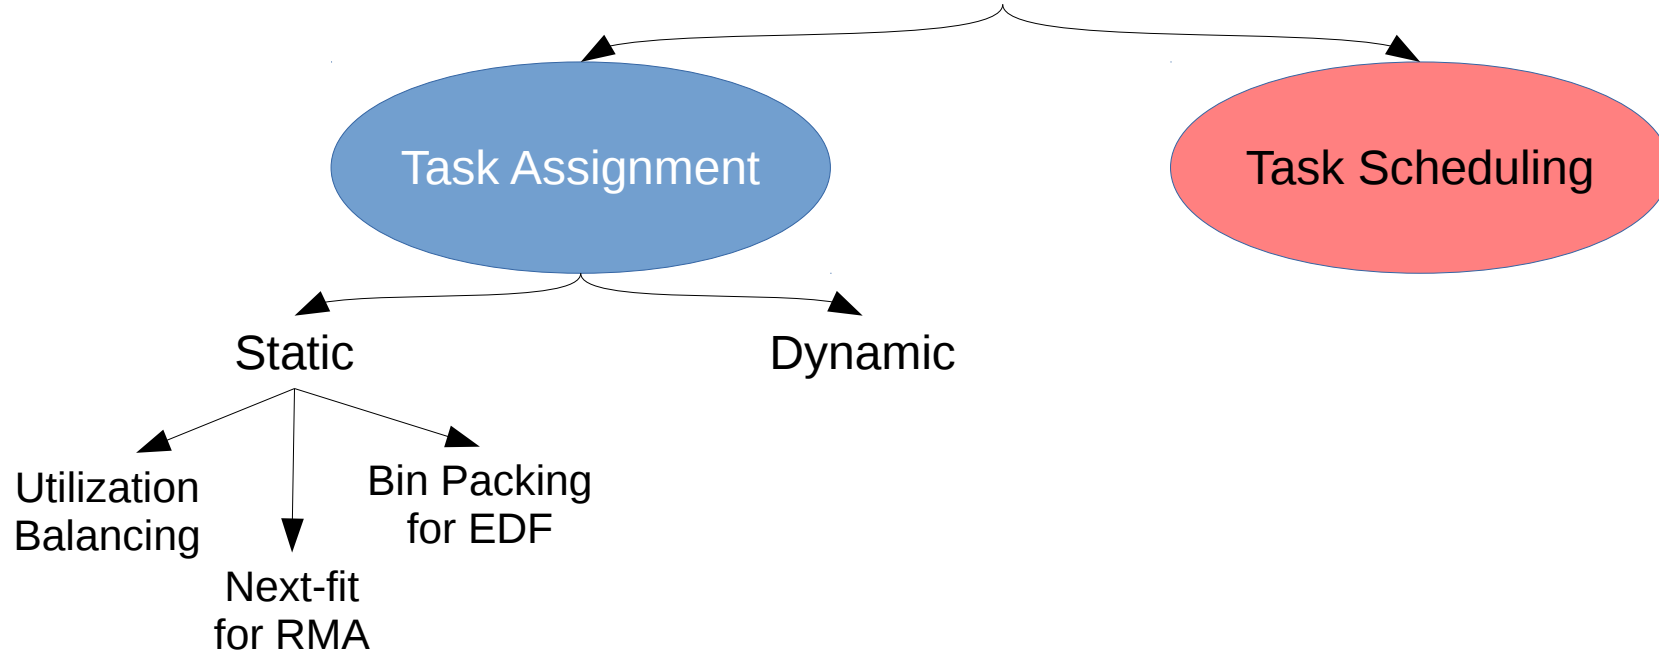 Task Assignment
Task Scheduling
Static
Dynamic
Utilization
Balancing
Next-fit
for RMA
Bin Packing
for EDF